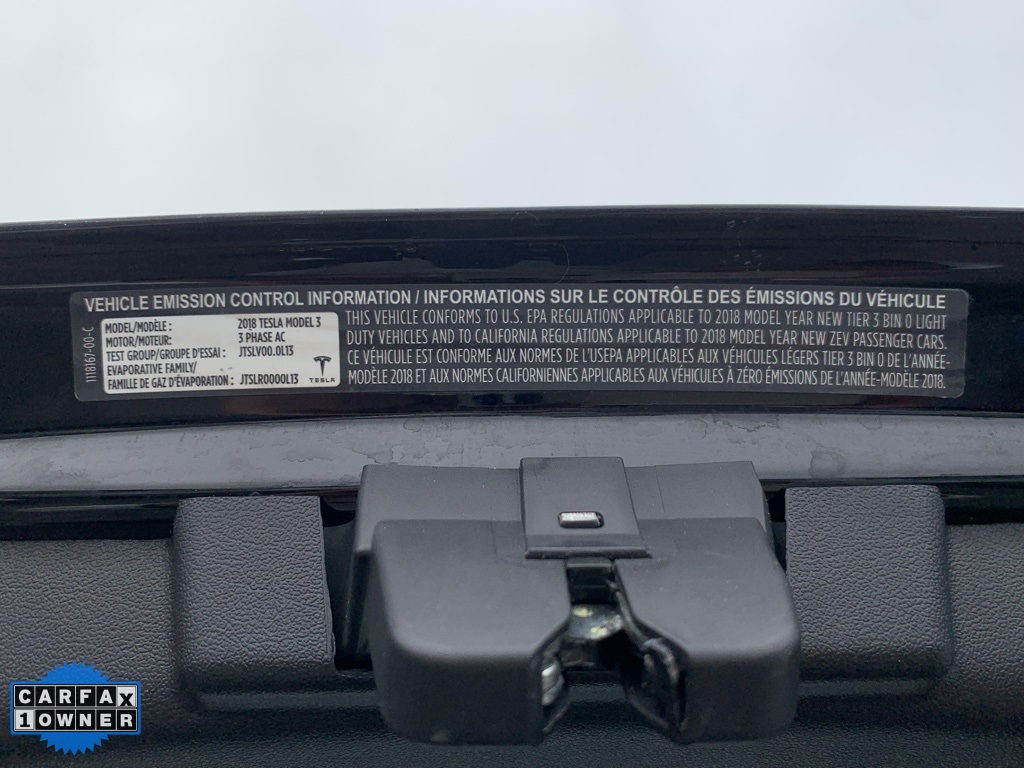 VEHICLE EMISSION CONTROL INFORMATION / INFORMATIONS SUR LE CONTRÔLE DES ÉMISSIONS DU VÉHICULE
1118167-00-C
MODEL/MODÈLE : 2018 TESLA MODEL 3
MOTOR/MOTEUR: 3 PHASE AC
TEST GROUP/GROUPE D'ESSAI : JTSLV00.0L13
EVAPORATIVE FAMILY/
FAMILLE DE GAZ D'ÉVAPORATION : JTSLR0000L13
TESLA
THIS VEHICLE CONFORMS TO U.S. EPA REGULATIONS APPLICABLE TO 2018 MODEL YEAR NEW TIER 3 BIN 0 LIGHT
DUTY VEHICLES AND TO CALIFORNIA REGULATIONS APPLICABLE TO 2018 MODEL YEAR NEW ZEV PASSENGER CARS.
CE VÉHICULE EST CONFORME AUX NORMES DE L'USEPA APPLICABLES AUX VÉHICULES LÉGERS TIER 3 BIN 0 DE L'ANNÉE-
MODÈLE 2018 ET AUX NORMES CALIFORNIENNES APPLICABLES AUX VÉHICULES À ZÉRO ÉMISSIONS DE L'ANNÉE-MODÈLE 2018.
CARFAX
1 OWNER